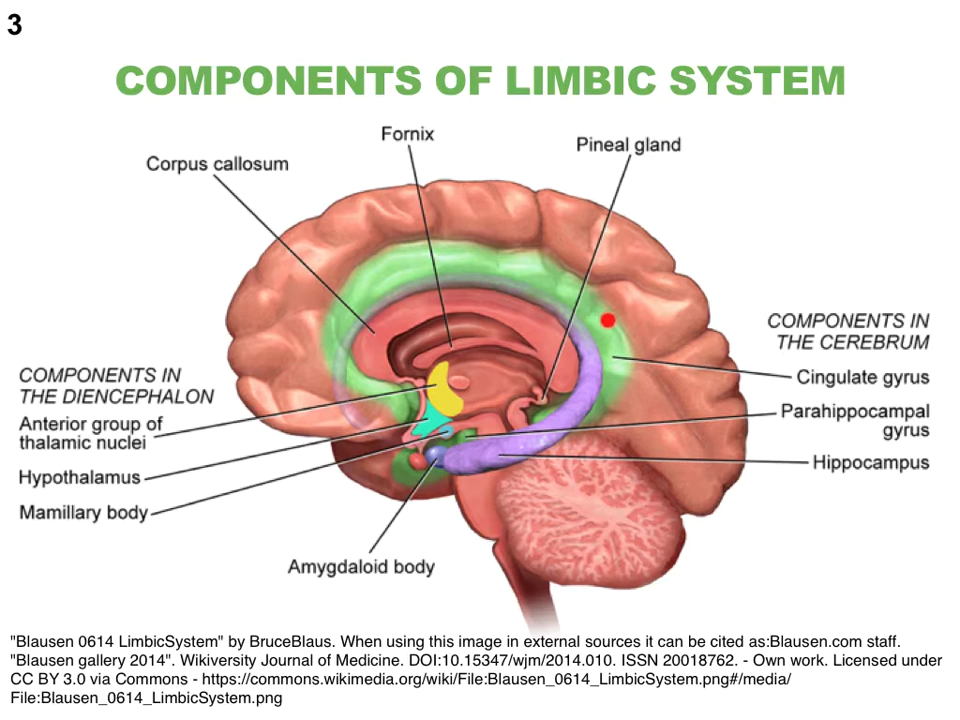 3
COMPONENTS OF LIMBIC SYSTEM
Fornix
Pineal gland
Corpus callosum
COMPONENTS IN
THE CEREBRUM
Cingulate gyrus
Parahippocampal
gyrus
Hippocampus
COMPONENTS IN
THE DIENCEPHALON
Anterior group of
thalamic nuclei
Hypothalamus
Mamillary body
Amygdaloid body
"Blausen 0614 LimbicSystem" by BruceBlaus. When using this image in external sources it can be cited as:Blausen.com staff.
"Blausen gallery 2014". Wikiversity Journal of Medicine. DOI:10.15347/wjm/2014.010. ISSN 20018762. - Own work. Licensed under
CC BY 3.0 via Commons - https://commons.wikimedia.org/wiki/File:Blausen_0614_LimbicSystem.png#/media/
File:Blausen_0614_LimbicSystem.png